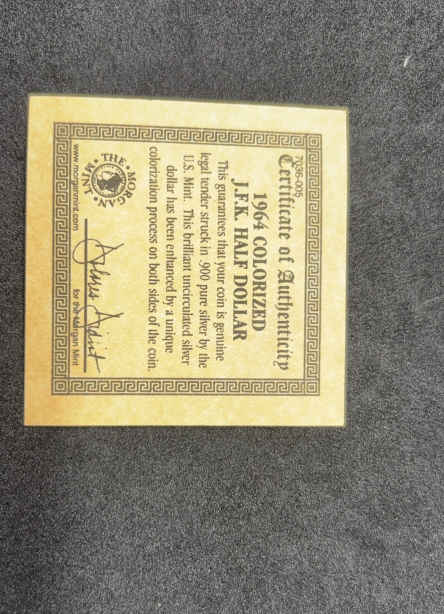 7036-005
Certificate of Authenticity
1964 COLORIZED
J.F.K. HALF DOLLAR
This guarantees that your coin is genuine
legal tender struck in .900 pure silver by the
U.S. Mint. This brilliant uncirculated silver
dollar has been enhanced by a unique
colorization process on both sides of the coin.
THE MORGAN MINT
www.morganmint.com
for the Morgan Mint